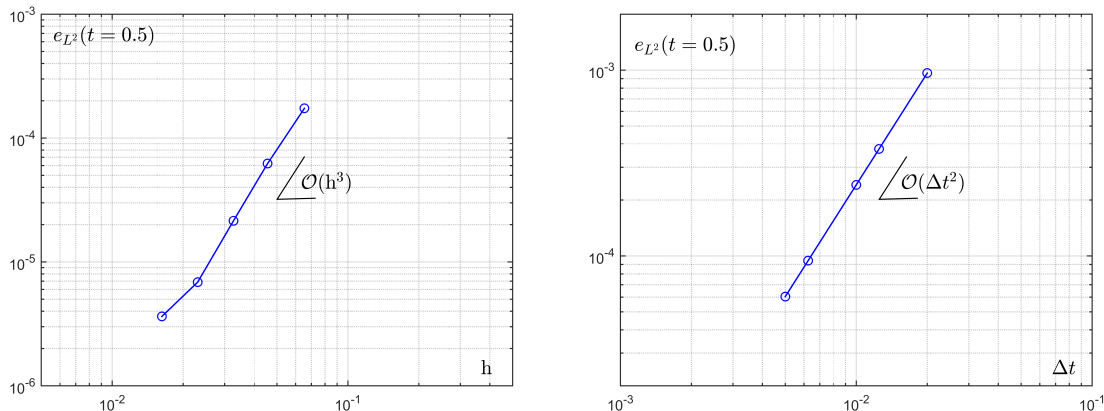 10^-3
e_{L^2}(t = 0.5)
10^-4
O(h^3)
10^-5
h
10^-6
10^-2
10^-1
e_{L^2}(t = 0.5)
10^-3
O(Δt^2)
10^-4
Δt
10^-3
10^-2
10^-1